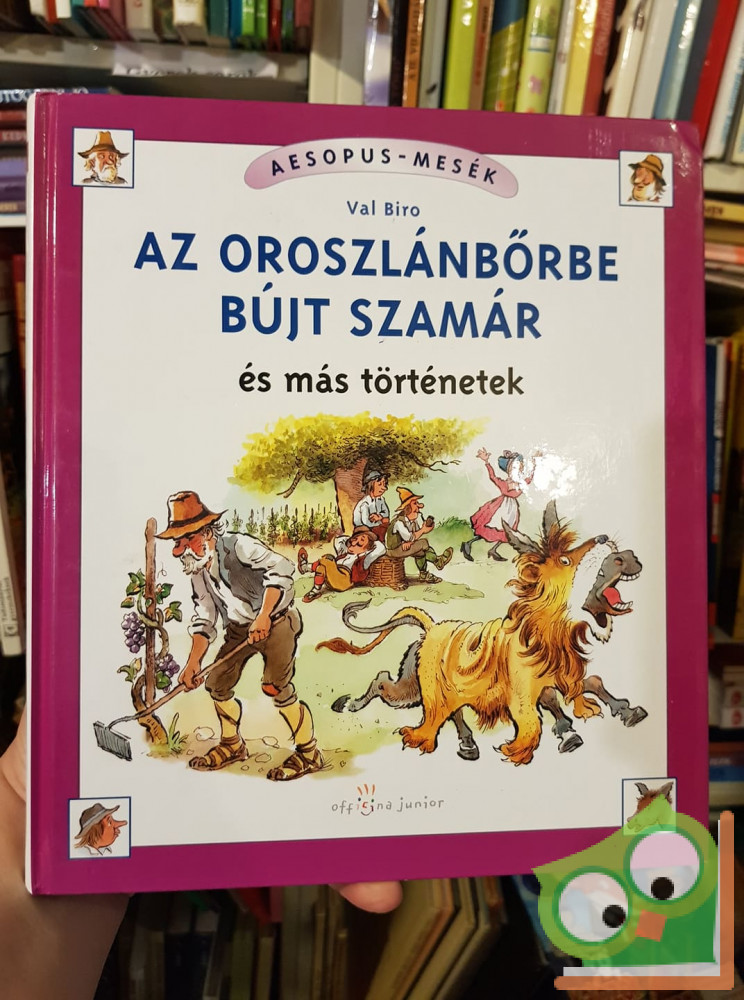 AESOPUS-MESÉK
Val Biro
AZ OROSZLÁNBŐRBE
BÚJT SZAMÁR
és más történetek
officina junior